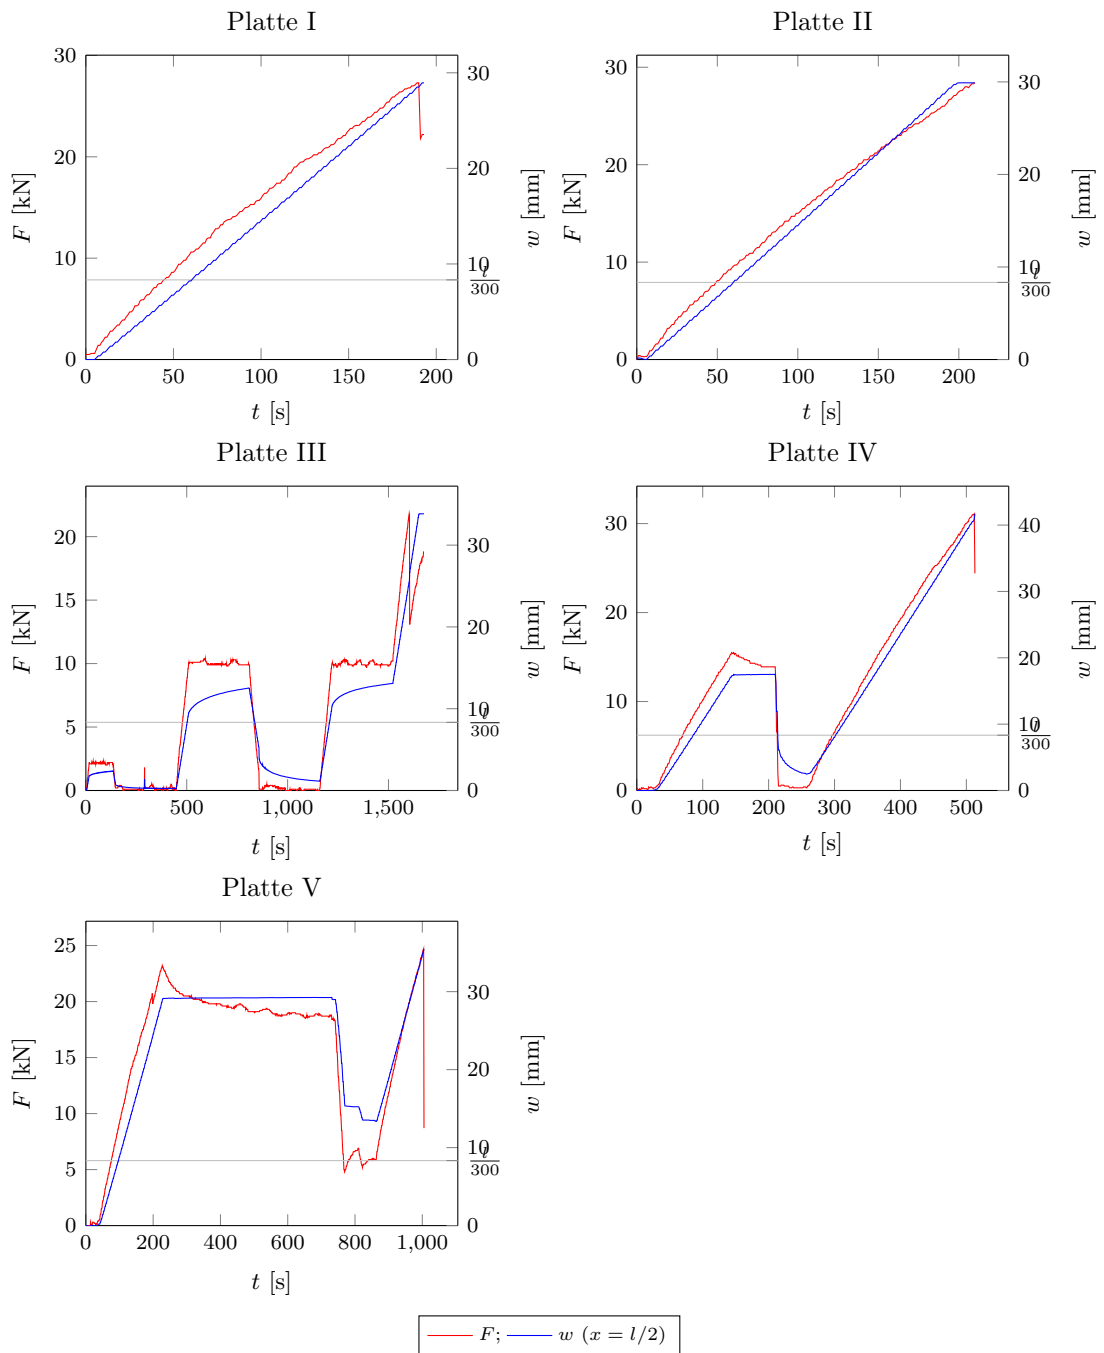 Platte I
30
20
10
0
F [kN]
30
20
10
0
l/300
w [mm]
0 50 100 150 200
t [s]
Platte II
30
20
10
0
F [kN]
30
20
10
0
l/300
w [mm]
0 50 100 150 200
t [s]
Platte III
20
15
10
5
0
F [kN]
30
20
10
0
l/300
w [mm]
0 500 1,000 1,500
t [s]
Platte IV
30
20
10
0
F [kN]
40
30
20
10
0
l/300
w [mm]
0 100 200 300 400 500
t [s]
Platte V
25
20
15
10
5
0
F [kN]
30
20
10
0
l/300
w [mm]
0 200 400 600 800 1,000
t [s]
F; w (x = l/2)